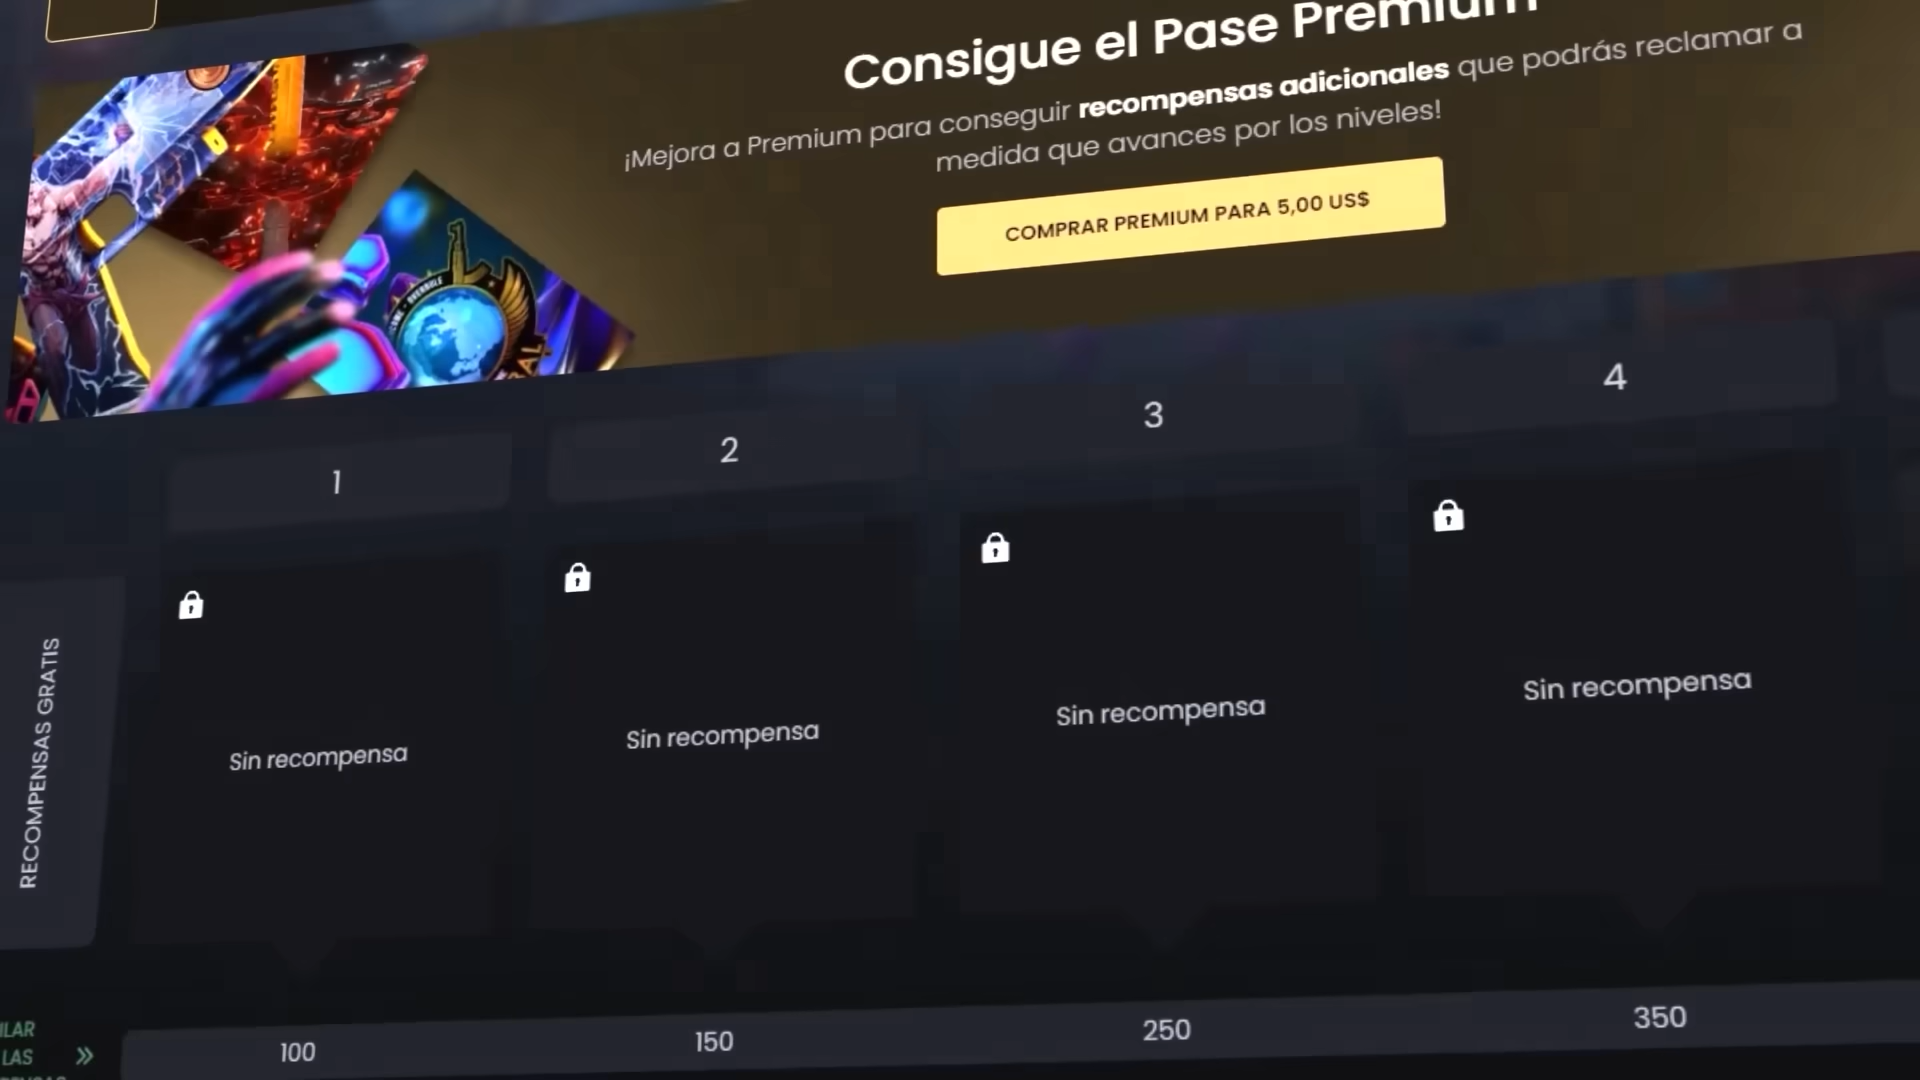 Consigue el Pase Premium
¡Mejora a Premium para conseguir recompensas adicionales que podrás reclamar a
medida que avances por los niveles!
COMPRAR PREMIUM PARA 5,00 US$
1
2
3
4
RECOMPENSAS GRATIS
Sin recompensa
Sin recompensa
Sin recompensa
Sin recompensa
LAS
100
150
250
350